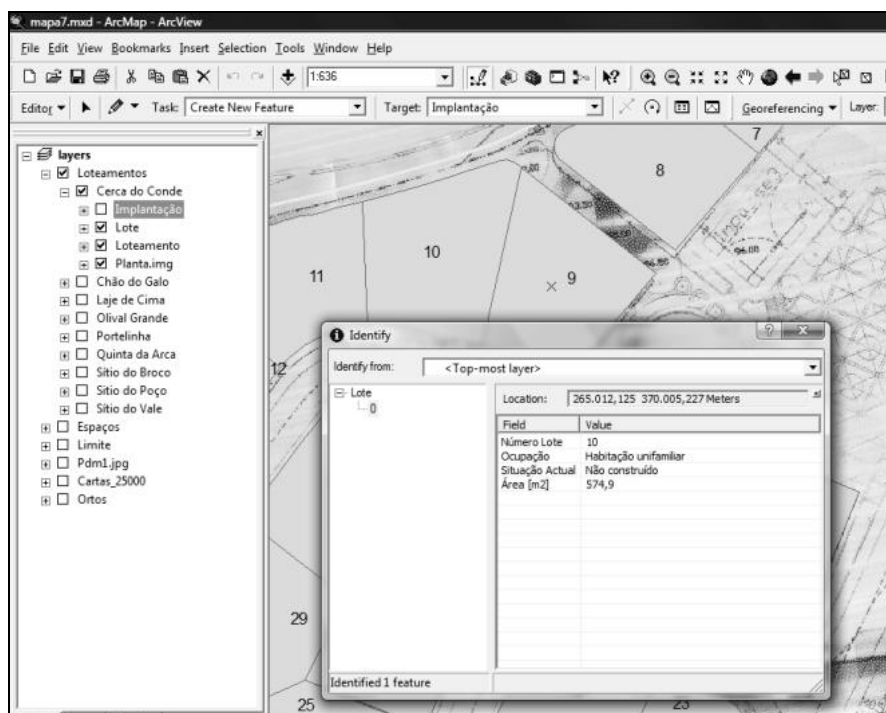 mapa7.mxd - ArcMap - ArcView
File Edit View Bookmarks Insert Selection Tools Window Help
1:636
Editor Task: Create New Feature Target: Implantação Georeferencing Layer:
layers
Loteamentos
Cerca do Conde
Implantação
Lote
Loteamento
Planta.img
Chão do Galo
Laje de Cima
Olival Grande
Portelinha
Quinta da Arca
Sítio do Broco
Sítio do Poço
Sítio do Vale
Espaços
Limite
Pdm1.jpg
Cartas_25000
Ortos
7
8
10
11
9
12
29
25
23
Identify
Identify from: <Top-most layer>
Lote
0
Location: 265.012,125 370.005,227 Meters
Field Value
Número Lote 10
Ocupação Habitação unifamiliar
Situação Actual Não construído
Área [m2] 574,9
Identified 1 feature